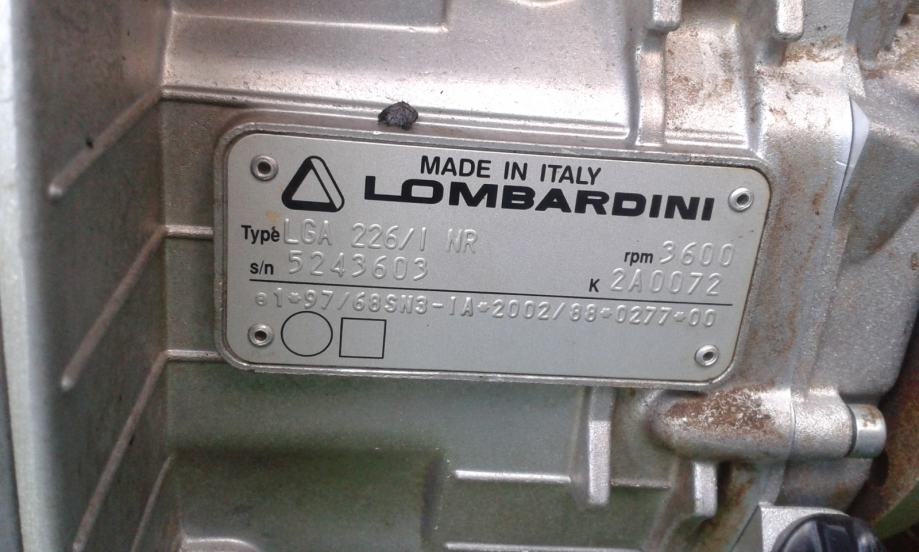 MADE IN ITALY
LOMBARDINI
Type LGA 226/I NR rpm 3600
s/n 5243603 K 2A0072
e1*97/68SN3-IA*2002/88*0277*00